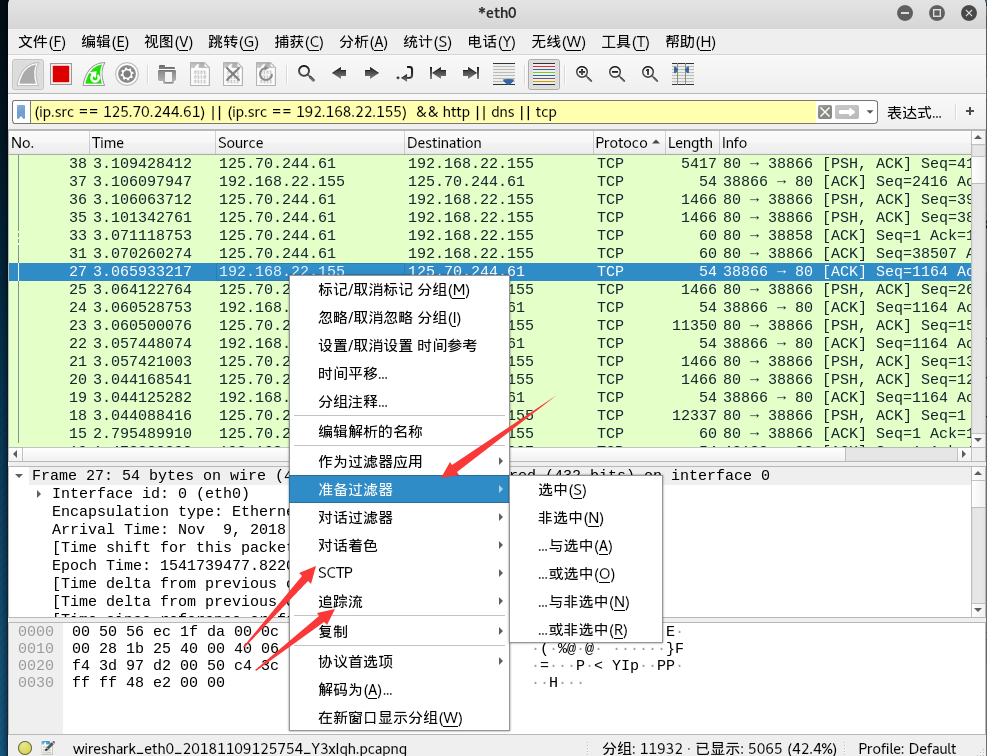 *eth0
文件(F) 编辑(E) 视图(V) 跳转(G) 捕获(C) 分析(A) 统计(S) 电话(Y) 无线(W) 工具(T) 帮助(H)
(ip.src == 125.70.244.61) || (ip.src == 192.168.22.155) && http || dns || tcp 表达式… +
No. Time Source Destination Protoco Length Info
38 3.109428412 125.70.244.61 192.168.22.155 TCP 5417 80 → 38866 [PSH, ACK] Seq=41
37 3.106097947 192.168.22.155 125.70.244.61 TCP 54 38866 → 80 [ACK] Seq=2416 Ac
36 3.106063712 125.70.244.61 192.168.22.155 TCP 1466 80 → 38866 [PSH, ACK] Seq=39
35 3.101342761 125.70.244.61 192.168.22.155 TCP 1466 80 → 38866 [PSH, ACK] Seq=38
33 3.071118753 125.70.244.61 192.168.22.155 TCP 60 80 → 38858 [ACK] Seq=1 Ack=1
31 3.070260274 125.70.244.61 192.168.22.155 TCP 60 80 → 38866 [ACK] Seq=38507 A
27 3.065933217 192.168.22.155 125.70.244.61 TCP 54 38866 → 80 [ACK] Seq=1164 Ac
25 3.064122764 125.70.2 155 TCP 1466 80 → 38866 [PSH, ACK] Seq=26
24 3.060528753 192.168. .61 TCP 54 38866 → 80 [ACK] Seq=1164 Ac
23 3.060500076 125.70.2 155 TCP 11350 80 → 38866 [PSH, ACK] Seq=15
22 3.057448074 192.168. .61 TCP 54 38866 → 80 [ACK] Seq=1164 Ac
21 3.057421003 125.70.2 155 TCP 1466 80 → 38866 [PSH, ACK] Seq=13
20 3.044168541 125.70.2 155 TCP 1466 80 → 38866 [PSH, ACK] Seq=12
19 3.044125282 192.168. .61 TCP 54 38866 → 80 [ACK] Seq=1164 Ac
18 3.044088416 125.70.2 155 TCP 12337 80 → 38866 [PSH, ACK] Seq=1
15 2.795489910 125.70.2 155 TCP 60 80 → 38866 [ACK] Seq=1 Ack=1
标记/取消标记 分组(M)
忽略/取消忽略 分组(I)
设置/取消设置 时间参考
时间平移…
分组注释…
编辑解析的名称
作为过滤器应用
准备过滤器
对话过滤器
对话着色
SCTP
追踪流
复制
协议首选项
解码为(A)…
在新窗口显示分组(W)
选中(S)
非选中(N)
…与选中(A)
…或选中(O)
…与非选中(N)
…或非选中(R)
Frame 27: 54 bytes on wire (4 red (432 bits) on interface 0
Interface id: 0 (eth0)
Encapsulation type: Etherne
Arrival Time: Nov 9, 2018
[Time shift for this packet
Epoch Time: 1541739477.8220
[Time delta from previous
[Time delta from previous
0000 00 50 56 ec 1f da 00 0c E·
0010 00 28 1b 25 40 00 40 06 ·(·%@·@· ······}F
0020 f4 3d 97 d2 00 50 c4 3c ·=···P·< YIp··PP·
0030 ff ff 48 e2 00 00 ··H···
wireshark_eth0_20181109125754_Y3xIqh.pcapng 分组: 11932 · 已显示: 5065 (42.4%) Profile: Default